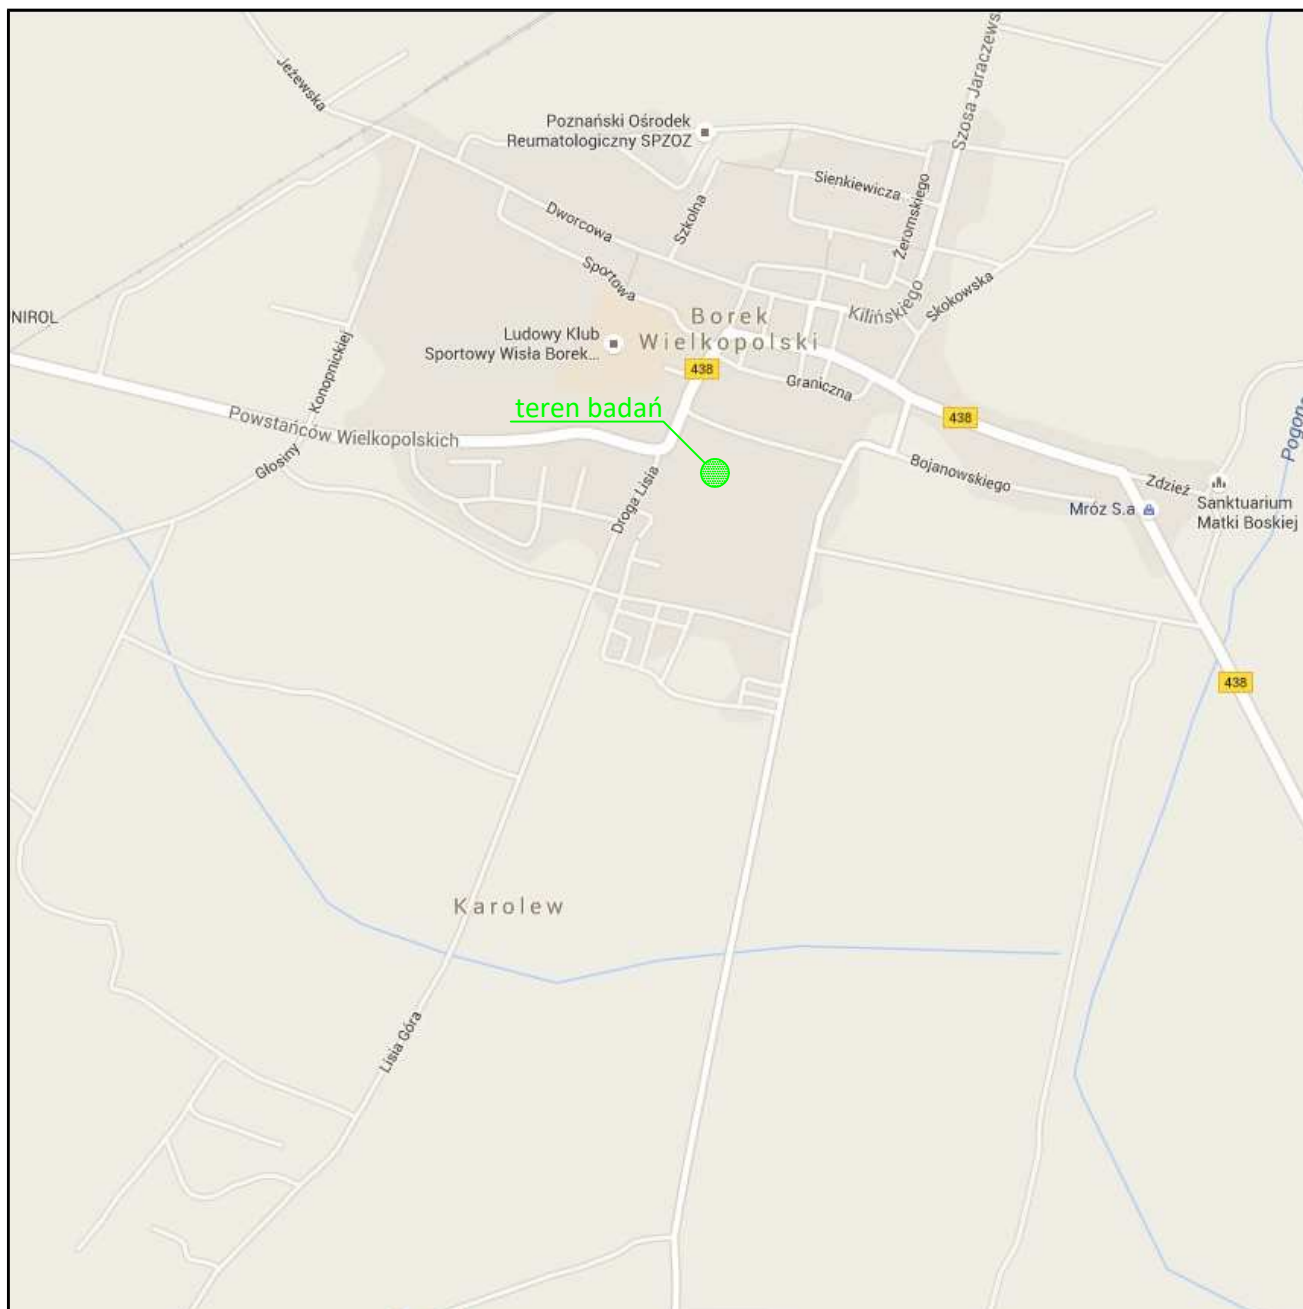 Jeżewska
Szosa Jaraczews
Poznański Ośrodek
Reumatologiczny SPZOZ
Sienkiewicza
Żeromskiego
Szkolna
Dworcowa
Sportowa
Skokowska
Kilińskiego
NIROL
Borek
Wielkopolski
Ludowy Klub
Sportowy Wisła Borek...
438
Graniczna
Konopnickiej
teren badań
Powstańców Wielkopolskich
438
Pogona
Głosiny
Droga Lisia
Bojanowskiego
Zdzież
Mróz S.a
Sanktuarium
Matki Boskiej
438
Karolew
Lisia Góra